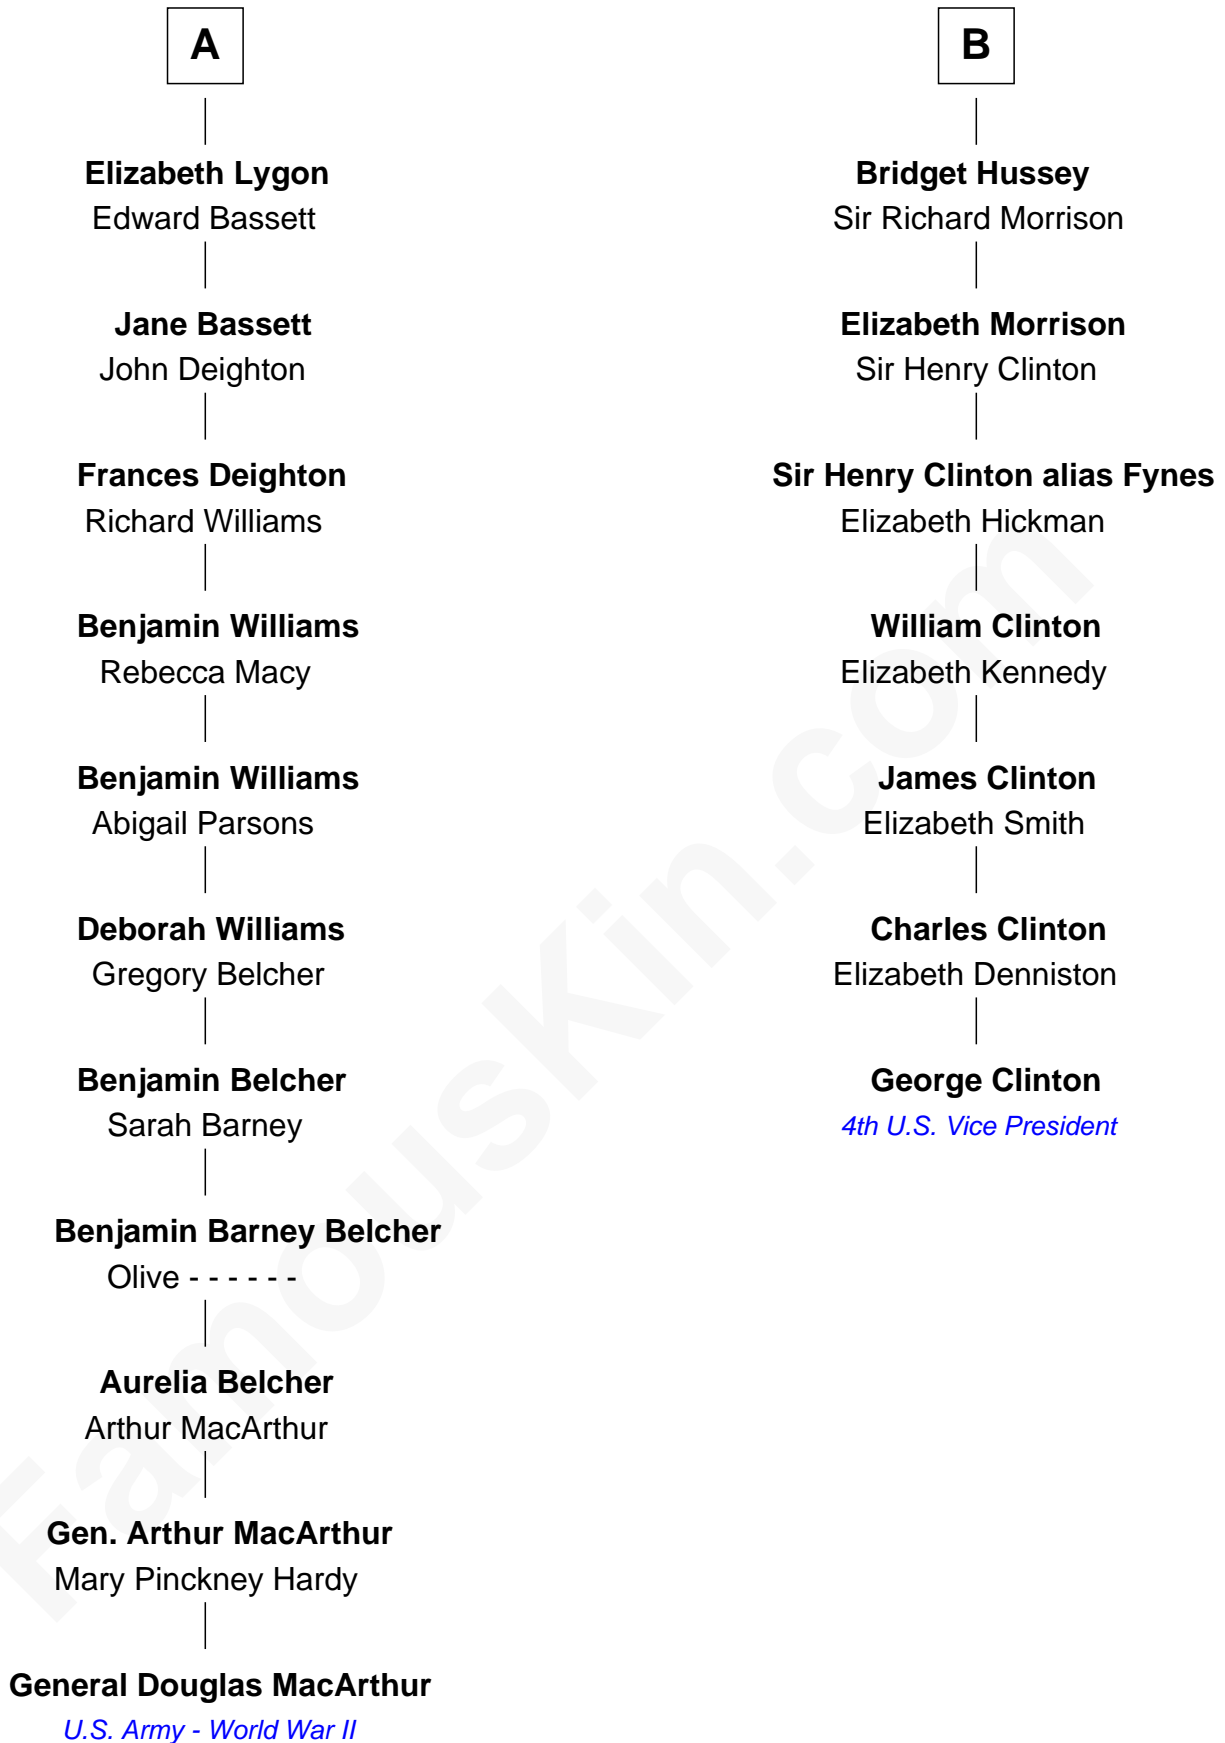 A
Elizabeth Lygon
Edward Bassett
Jane Bassett
John Deighton
Frances Deighton
Richard Williams
Benjamin Williams
Rebecca Macy
Benjamin Williams
Abigail Parsons
Deborah Williams
Gregory Belcher
Benjamin Belcher
Sarah Barney
Benjamin Barney Belcher
Olive - - - - - -
Aurelia Belcher
Arthur MacArthur
Gen. Arthur MacArthur
Mary Pinckney Hardy
General Douglas MacArthur
U.S. Army - World War II
B
Bridget Hussey
Sir Richard Morrison
Elizabeth Morrison
Sir Henry Clinton
Sir Henry Clinton alias Fynes
Elizabeth Hickman
William Clinton
Elizabeth Kennedy
James Clinton
Elizabeth Smith
Charles Clinton
Elizabeth Denniston
George Clinton
4th U.S. Vice President
FamousKin.com